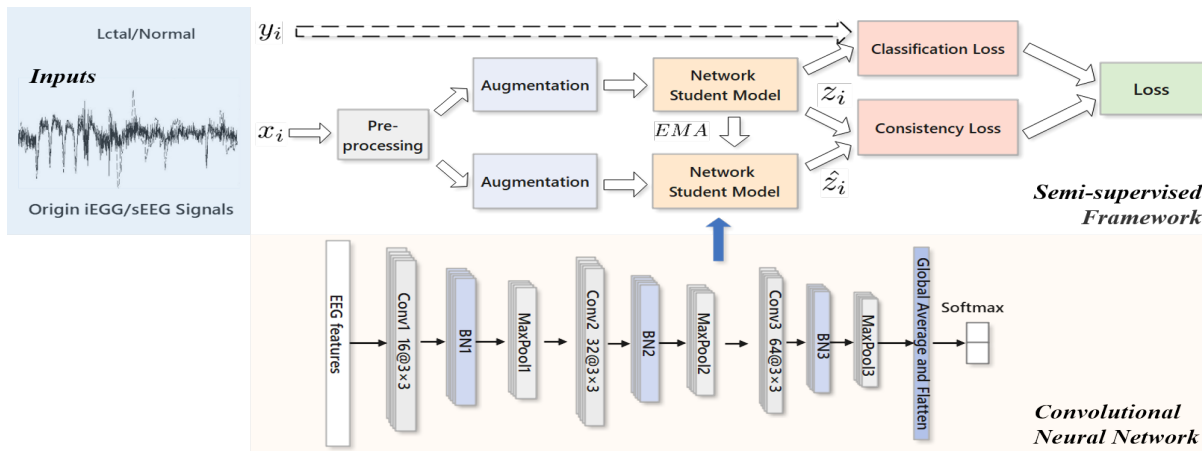 Lctal/Normal
Inputs
Origin iEGG/sEEG Signals
y_i
x_i
Pre-
processing
Augmentation
Augmentation
Network
Student Model
EMA
Network
Student Model
z_i
ẑ_i
Classification Loss
Consistency Loss
Loss
Semi-supervised
Framework
EEG features
Conv1 16@3×3
BN1
MaxPool1
Conv2 32@3×3
BN2
MaxPool2
Conv3 64@3×3
BN3
MaxPool3
Global Average and Flatten
Softmax
Convolutional
Neural Network